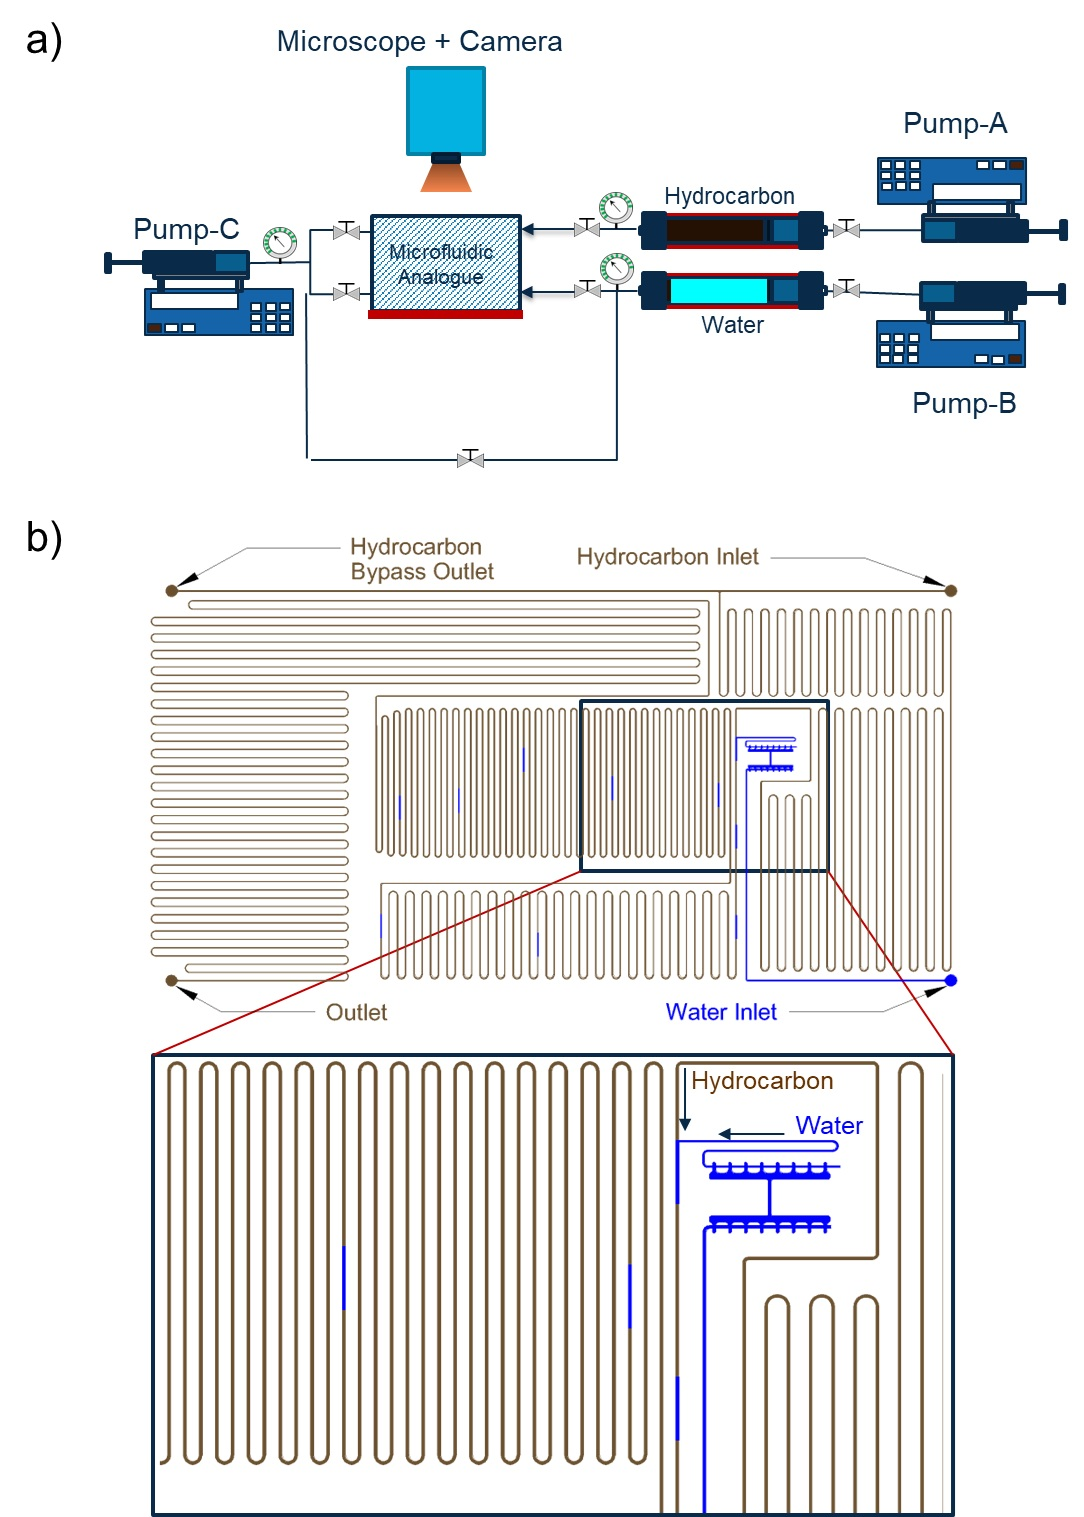 a)
Microscope + Camera
Pump-A
Hydrocarbon
Pump-C
Microfluidic
Analogue
Water
Pump-B
b)
Hydrocarbon
Bypass Outlet
Hydrocarbon Inlet
Outlet
Water Inlet
Hydrocarbon
Water